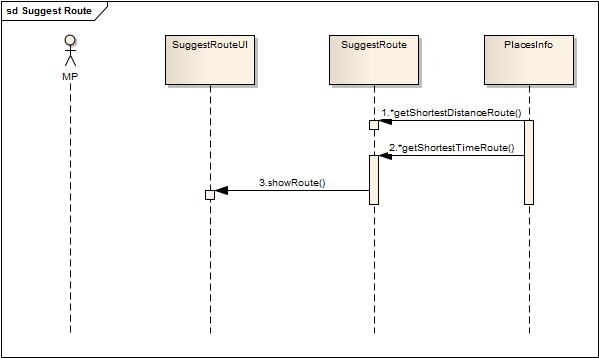 sd Suggest Route
MP
SuggestRouteUI
SuggestRoute
PlacesInfo
1.*getShortestDistanceRoute()
2.*getShortestTimeRoute()
3.showRoute()